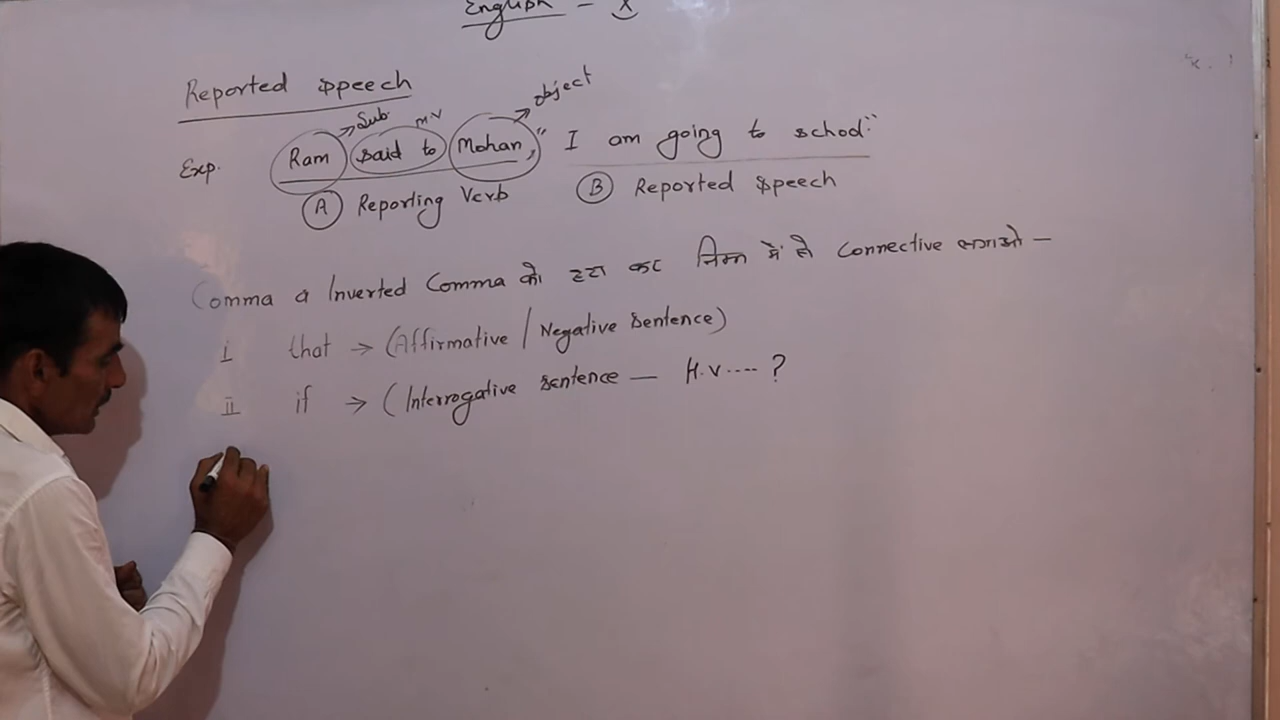 English - X
Reported Speech
Sub m.v object
Exp. Ram said to Mohan, "I am going to school."
A Reporting Verb B Reported Speech
Comma व Inverted Comma को हटा कर निम्न में से Connective लगाओ –
I that → (Affirmative / Negative Sentence)
II if → (Interrogative Sentence — H.V.... ?